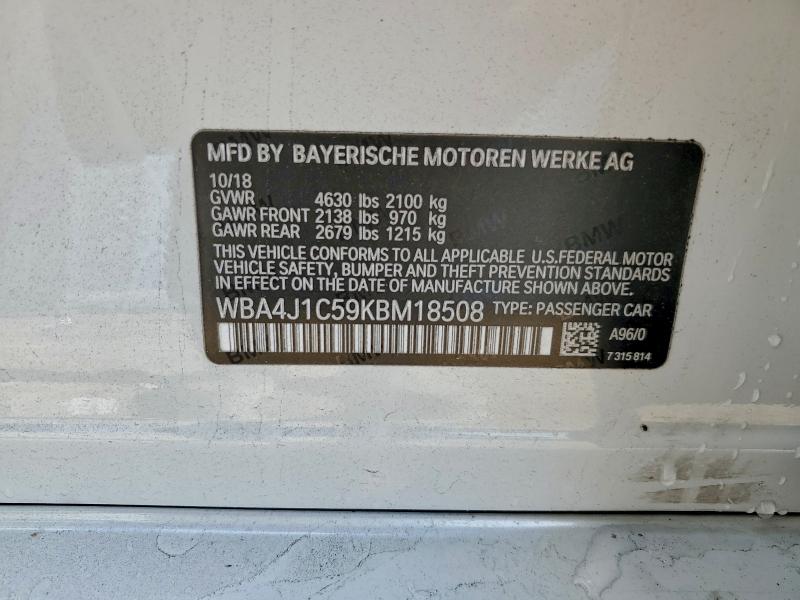 MFD BY BAYERISCHE MOTOREN WERKE AG
10/18
GVWR 4630 lbs 2100 kg
GAWR FRONT 2138 lbs 970 kg
GAWR REAR 2679 lbs 1215 kg
THIS VEHICLE CONFORMS TO ALL APPLICABLE U.S.FEDERAL MOTOR
VEHICLE SAFETY, BUMPER AND THEFT PREVENTION STANDARDS
IN EFFECT ON THE DATE OF MANUFACTURE SHOWN ABOVE.
WBA4J1C59KBM18508 TYPE: PASSENGER CAR
A96/0
7 315 814